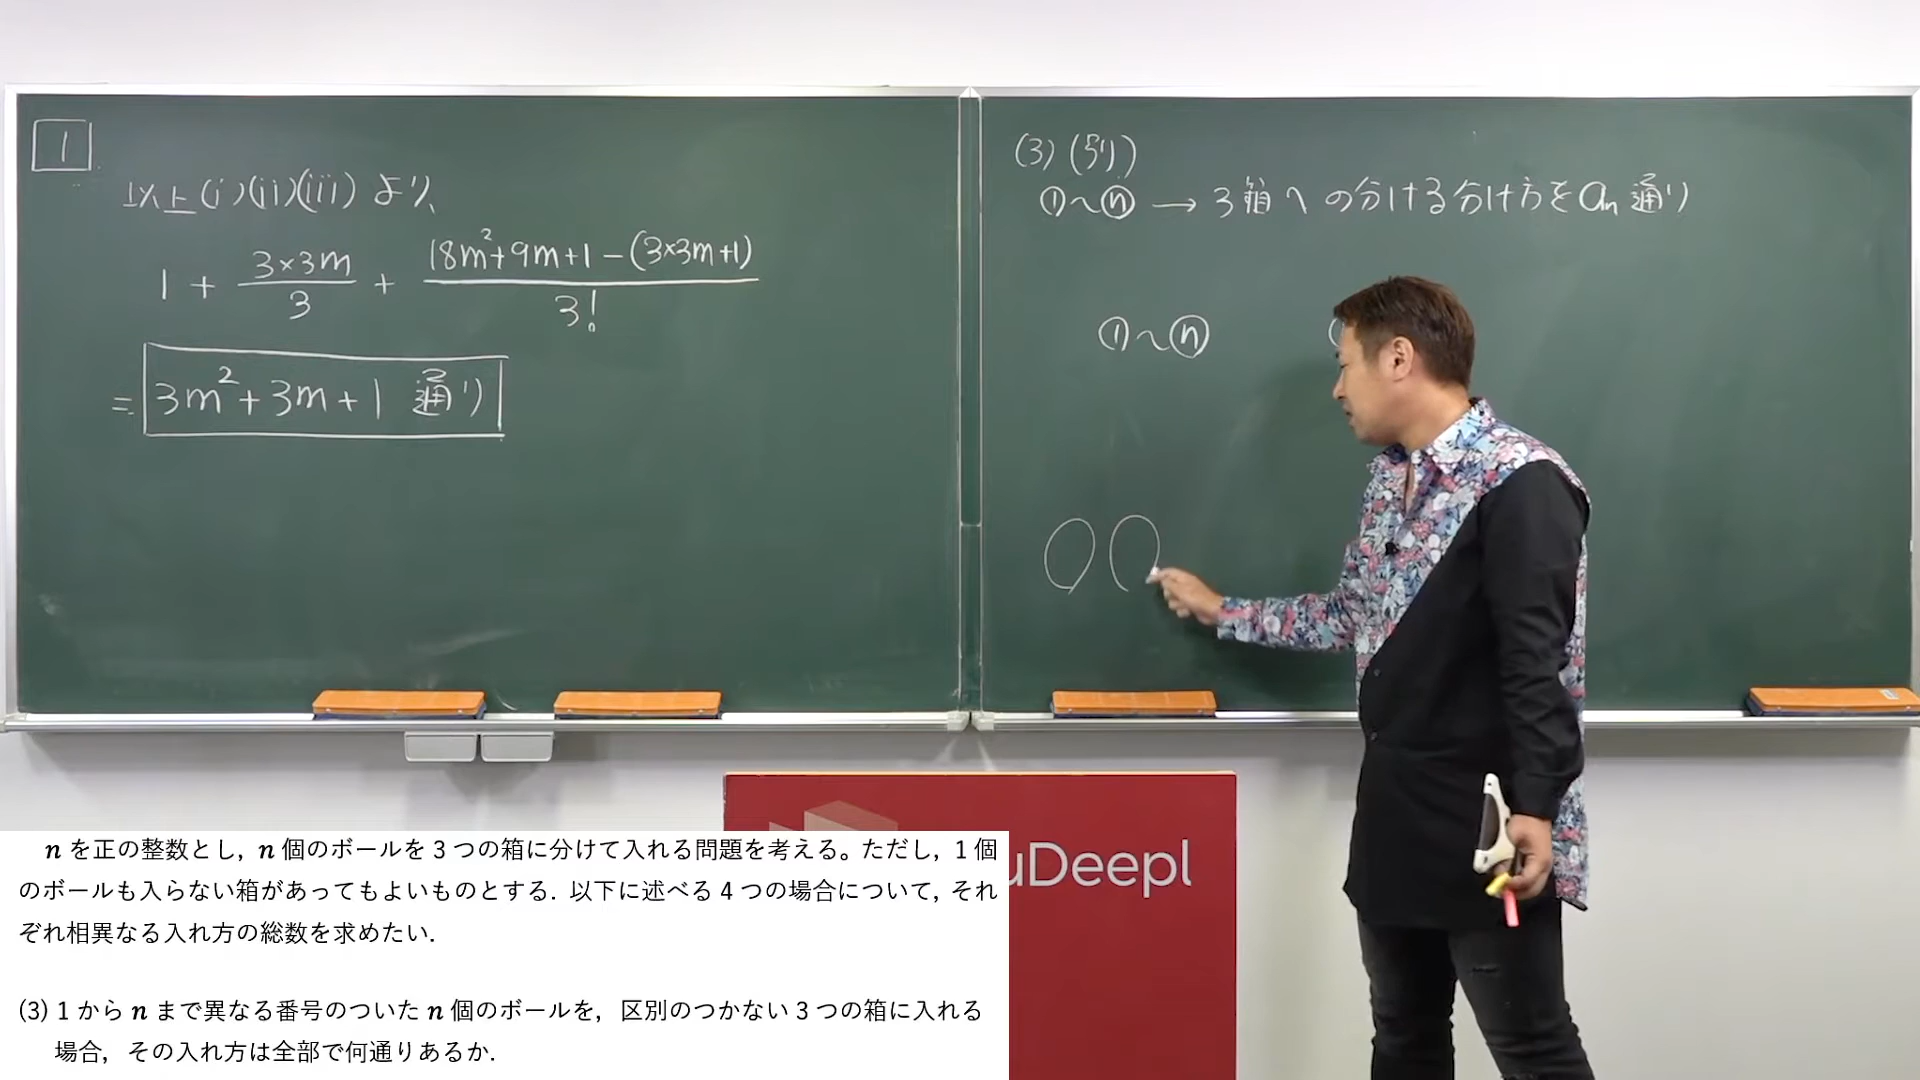 1
以上(i)(ii)(iii)より、
1 + 3×3m/3 + 18m²+9m+1-(3×3m+1)/3!
= 3m²+3m+1 通り
(3)(別)
①~ⓝ → 3箱への分ける分け方をaₙ通り
①~ⓝ
uDeepl
nを正の整数とし, n個のボールを3つの箱に分けて入れる問題を考える。ただし, 1個
のボールも入らない箱があってもよいものとする. 以下に述べる4つの場合について, それ
ぞれ相異なる入れ方の総数を求めたい.
(3) 1からnまで異なる番号のついたn個のボールを, 区別のつかない3つの箱に入れる
場合, その入れ方は全部で何通りあるか.